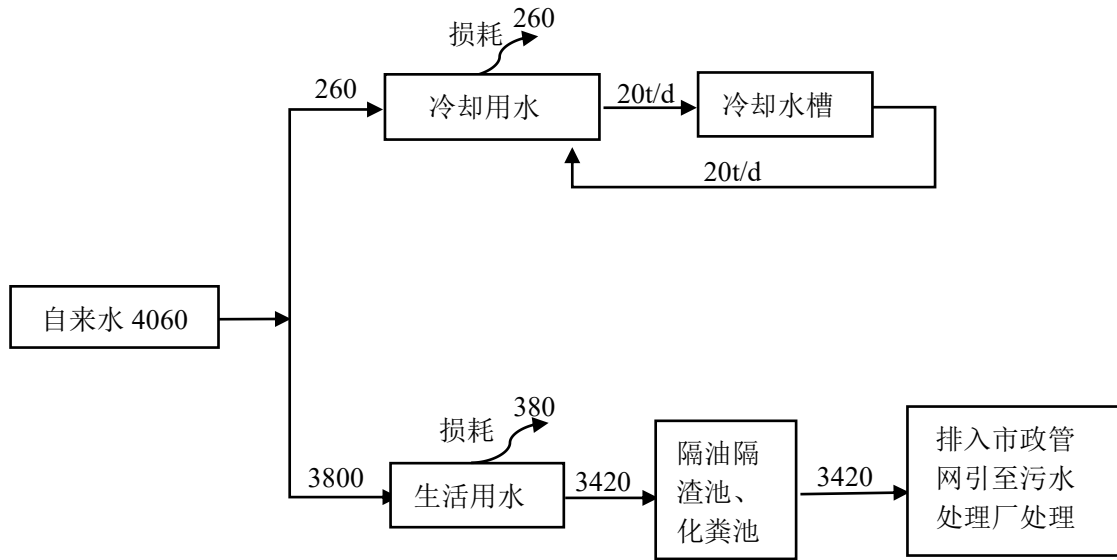 损耗 260
260
冷却用水
20t/d
冷却水槽
20t/d
自来水 4060
损耗 380
3800
生活用水
3420
隔油隔
渣池、
化粪池
3420
排入市政管
网引至污水
处理厂处理